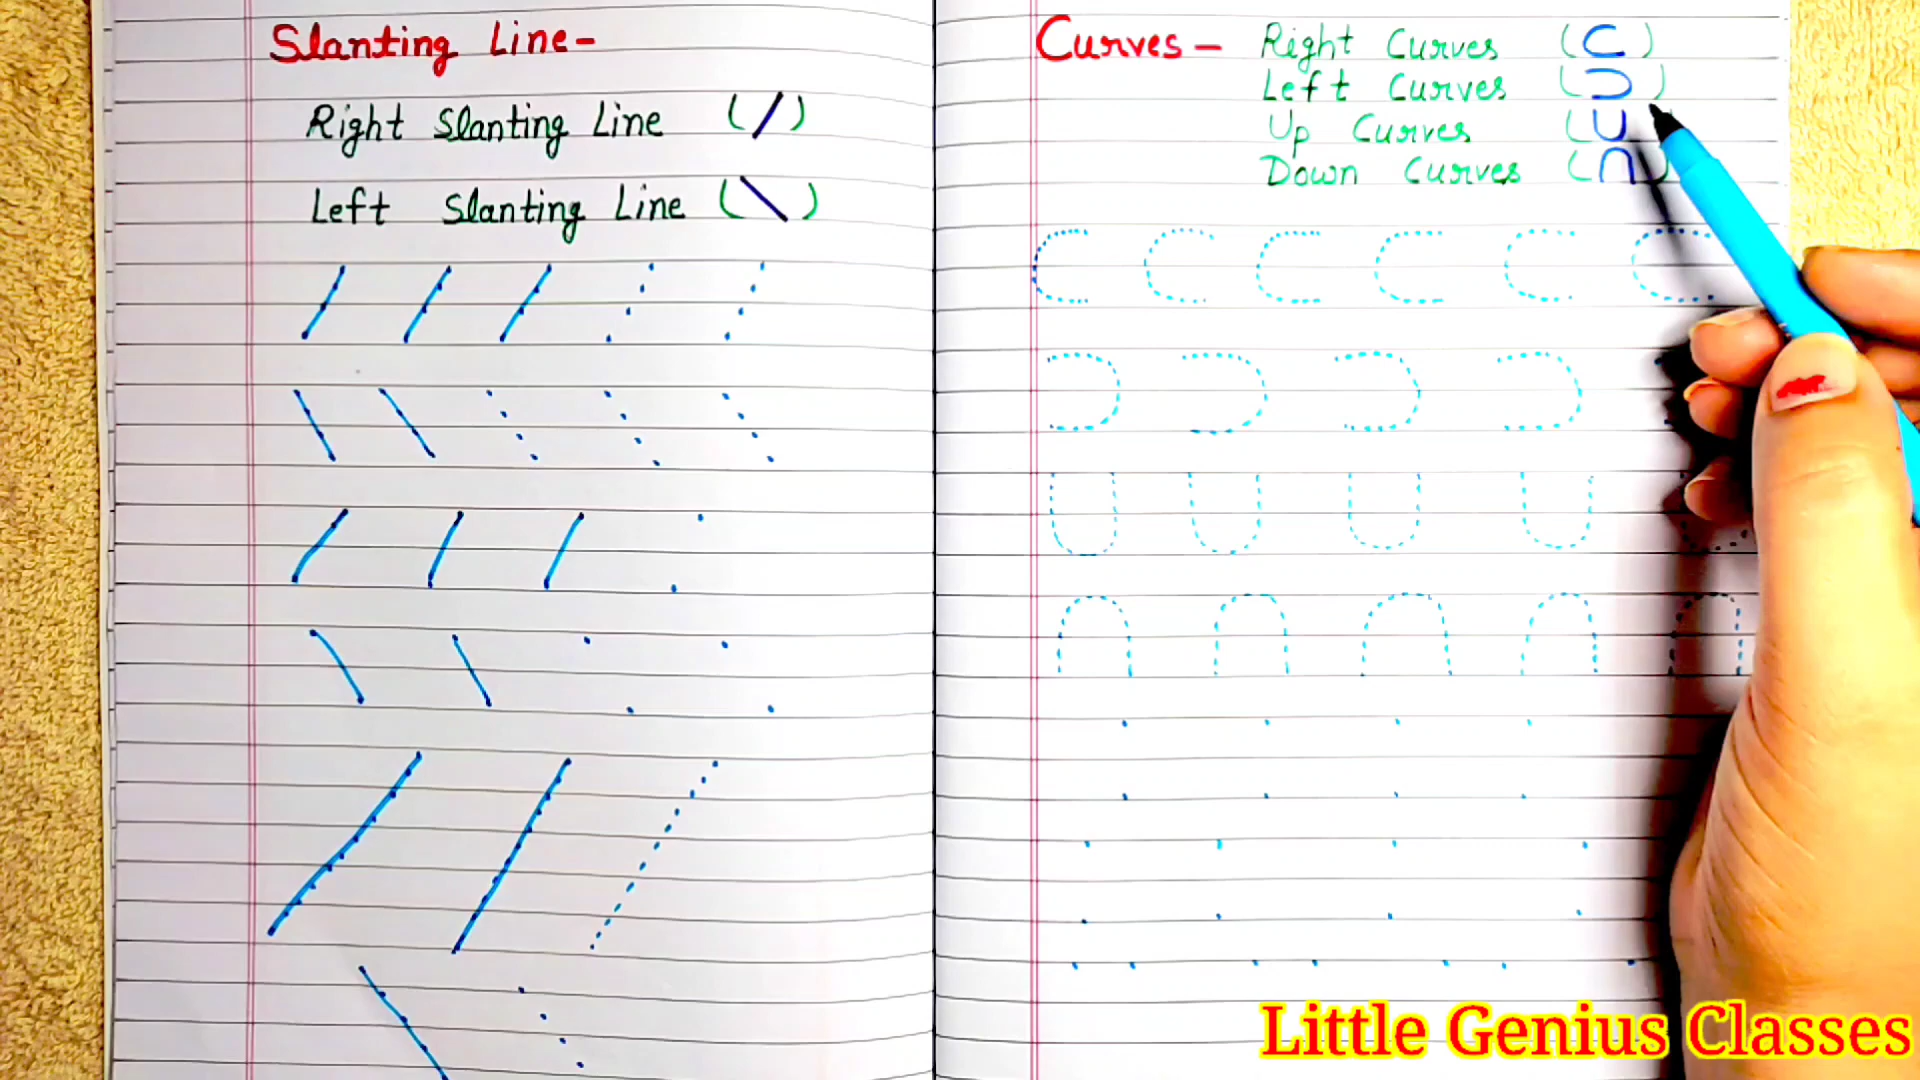 Slanting Line-
Right Slanting Line (/)
Left Slanting Line (\)
Curves - Right Curves (⊂)
Left Curves (⊃)
Up Curves (∪)
Down Curves (∩)
Little Genius Classes